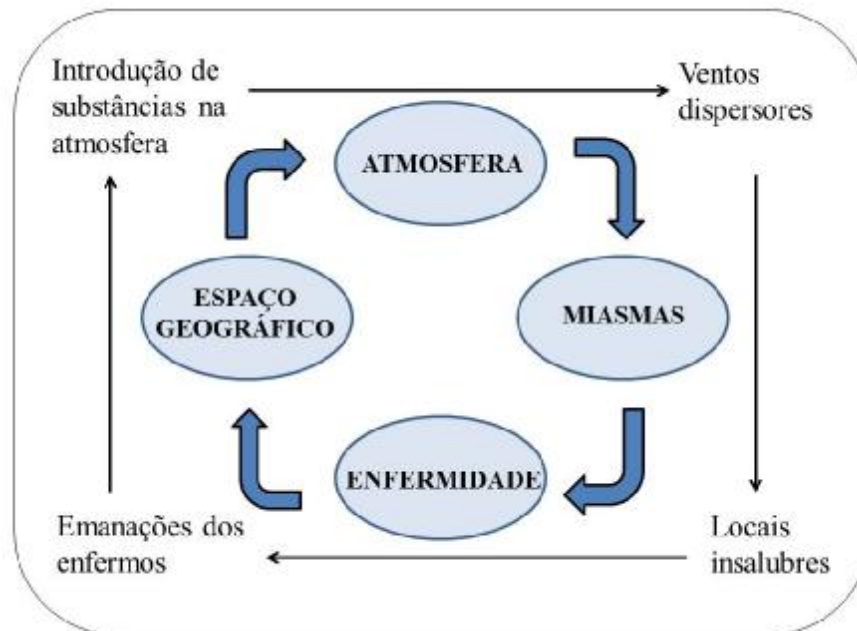 Introdução de
substâncias na
atmosfera
Ventos
dispersores
ATMOSFERA
ESPAÇO
GEOGRÁFICO
MIASMAS
ENFERMIDADE
Emanações dos
enfermos
Locais
insalubres